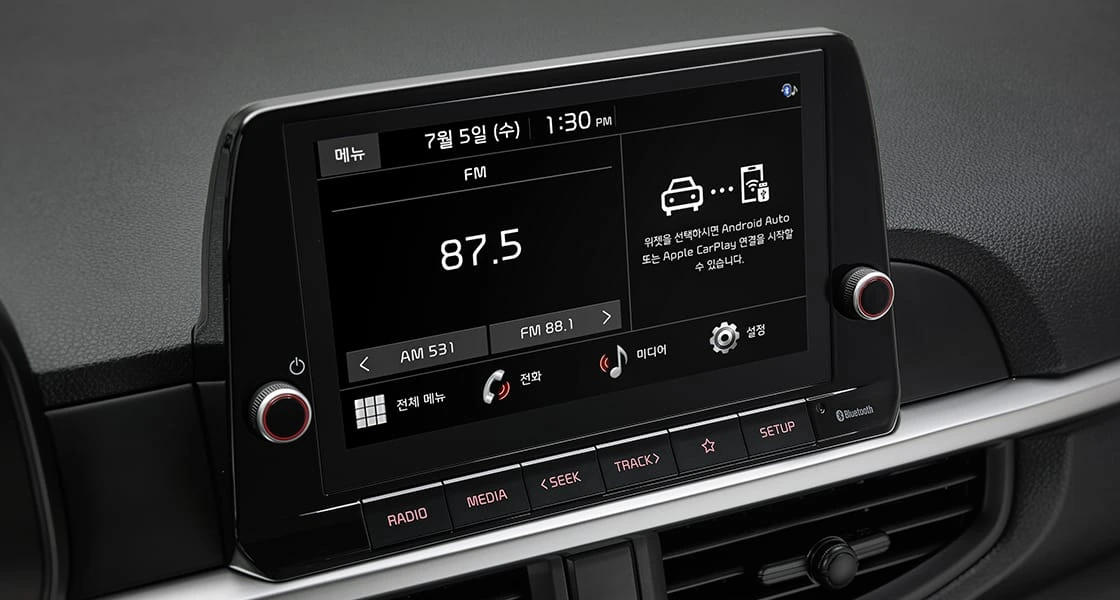 메뉴
7월 5일 (수)
1:30 PM
FM
87.5
위젯을 선택하시면 Android Auto
또는 Apple CarPlay 연결을 시작할
수 있습니다.
< AM 531
FM 88.1 >
전체 메뉴
전화
미디어
설정
RADIO
MEDIA
< SEEK
TRACK >
☆
SETUP
Bluetooth